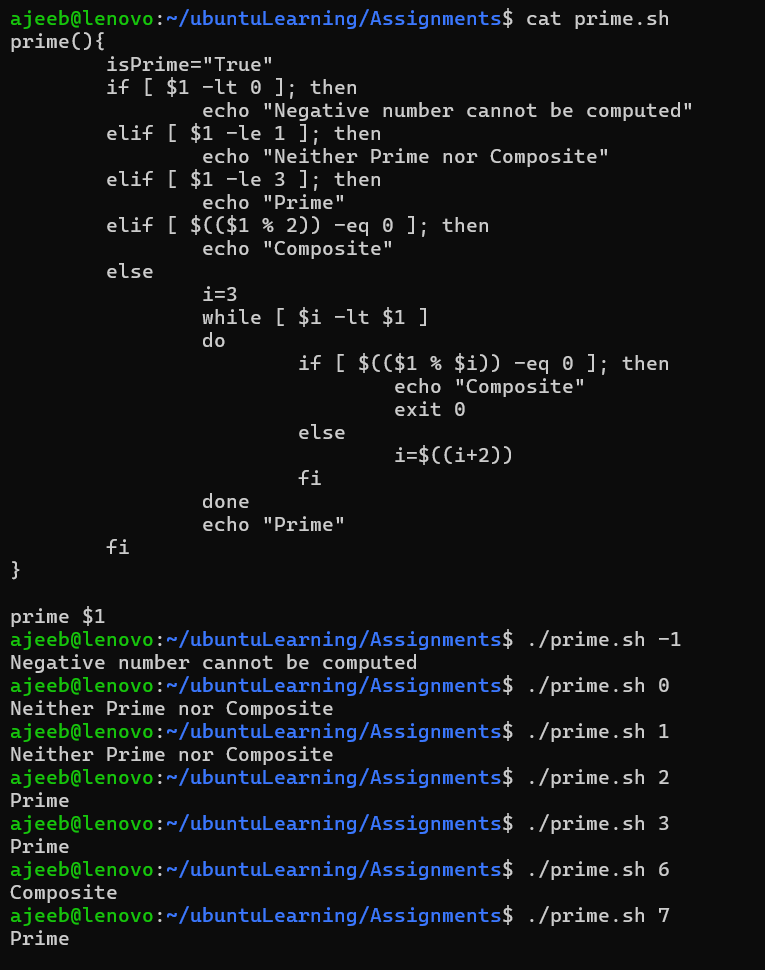 ajeeb@lenovo:~/ubuntuLearning/Assignments$ cat prime.sh
prime(){
        isPrime="True"
        if [ $1 -lt 0 ]; then
                echo "Negative number cannot be computed"
        elif [ $1 -le 1 ]; then
                echo "Neither Prime nor Composite"
        elif [ $1 -le 3 ]; then
                echo "Prime"
        elif [ $(($1 % 2)) -eq 0 ]; then
                echo "Composite"
        else
                i=3
                while [ $i -lt $1 ]
                do
                        if [ $(($1 % $i)) -eq 0 ]; then
                                echo "Composite"
                                exit 0
                        else
                                i=$((i+2))
                        fi
                done
                echo "Prime"
        fi
}

prime $1
ajeeb@lenovo:~/ubuntuLearning/Assignments$ ./prime.sh -1
Negative number cannot be computed
ajeeb@lenovo:~/ubuntuLearning/Assignments$ ./prime.sh 0
Neither Prime nor Composite
ajeeb@lenovo:~/ubuntuLearning/Assignments$ ./prime.sh 1
Neither Prime nor Composite
ajeeb@lenovo:~/ubuntuLearning/Assignments$ ./prime.sh 2
Prime
ajeeb@lenovo:~/ubuntuLearning/Assignments$ ./prime.sh 3
Prime
ajeeb@lenovo:~/ubuntuLearning/Assignments$ ./prime.sh 6
Composite
ajeeb@lenovo:~/ubuntuLearning/Assignments$ ./prime.sh 7
Prime